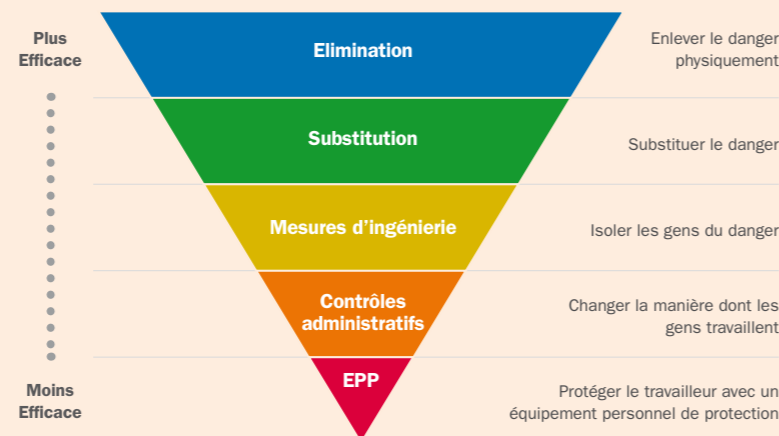 Plus
Efficace
Elimination
Enlever le danger
physiquement
Substitution
Substituer le danger
Mesures d’ingénierie
Isoler les gens du danger
Contrôles
administratifs
Changer la manière dont les
gens travaillent
EPP
Moins
Efficace
Protéger le travailleur avec un
équipement personnel de protection